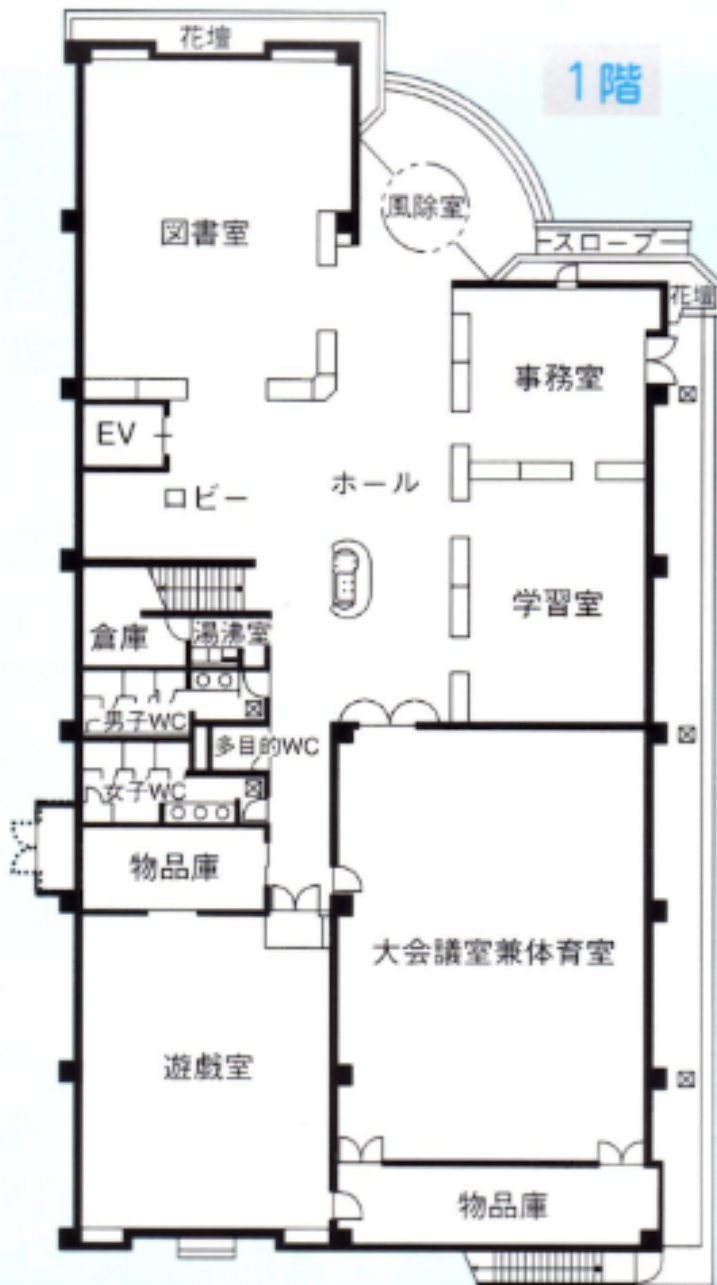 花壇
1階
風除室
図書室
スロープ
花壇
事務室
EV
ホール
ロビー
学習室
倉庫
湯沸室
男子WC
多目的WC
女子WC
物品庫
大会議室兼体育室
遊戯室
物品庫